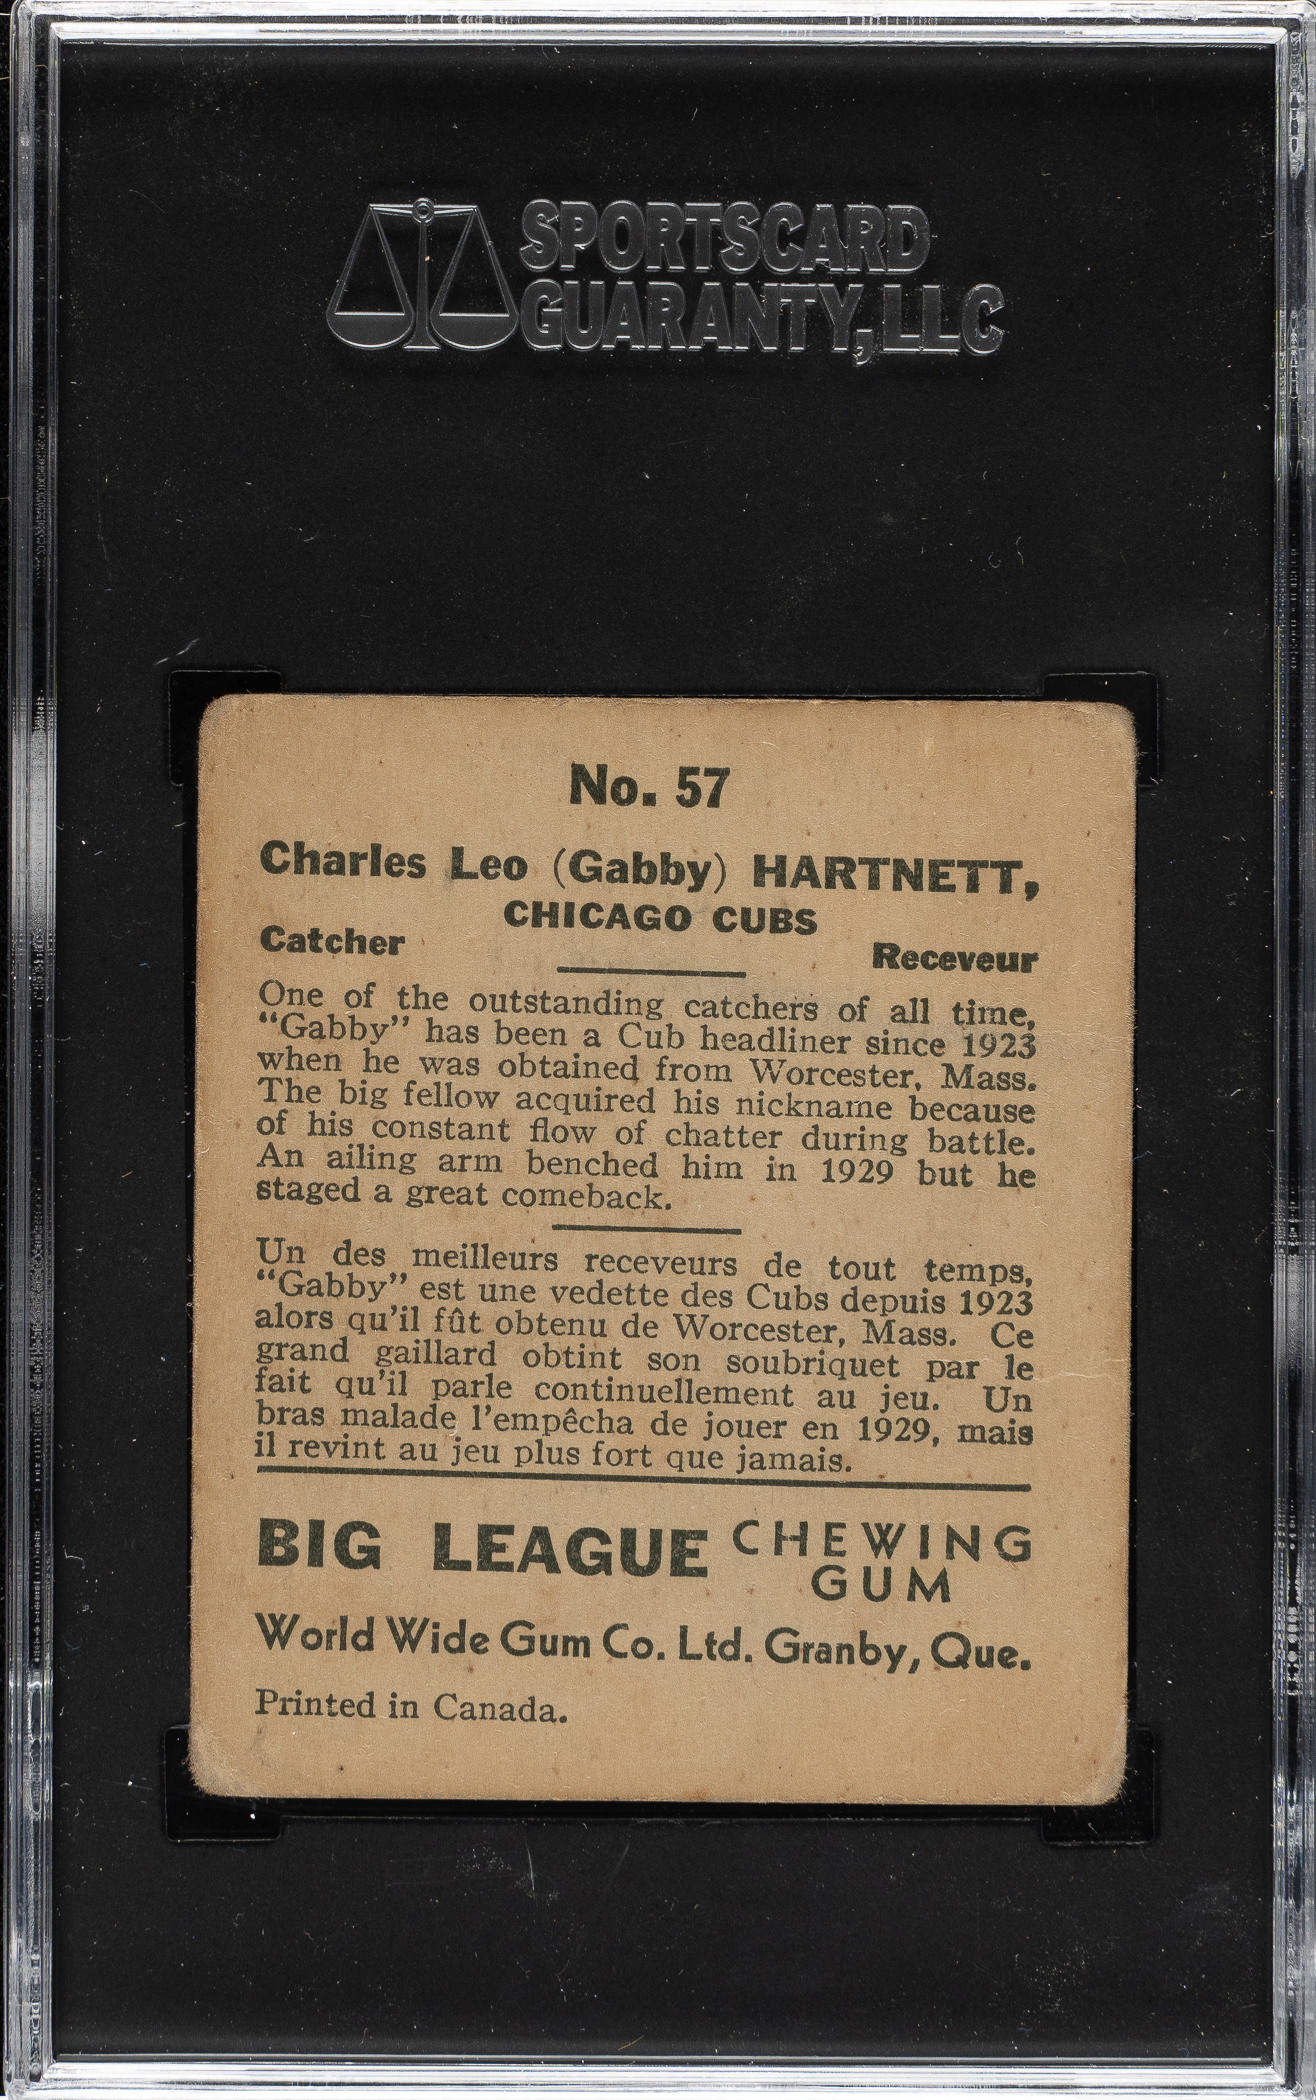 SPORTSCARD
GUARANTY, LLC
No. 57
Charles Leo (Gabby) HARTNETT,
CHICAGO CUBS
Catcher Receveur
One of the outstanding catchers of all time,
“Gabby” has been a Cub headliner since 1923
when he was obtained from Worcester, Mass.
The big fellow acquired his nickname because
of his constant flow of chatter during battle.
An ailing arm benched him in 1929 but he
staged a great comeback.
Un des meilleurs receveurs de tout temps,
“Gabby” est une vedette des Cubs depuis 1923
alors qu'il fût obtenu de Worcester, Mass. Ce
grand gaillard obtint son soubriquet par le
fait qu'il parle continuellement au jeu. Un
bras malade l'empêcha de jouer en 1929, mais
il revint au jeu plus fort que jamais.
BIG LEAGUE CHEWING
GUM
World Wide Gum Co. Ltd. Granby, Que.
Printed in Canada.